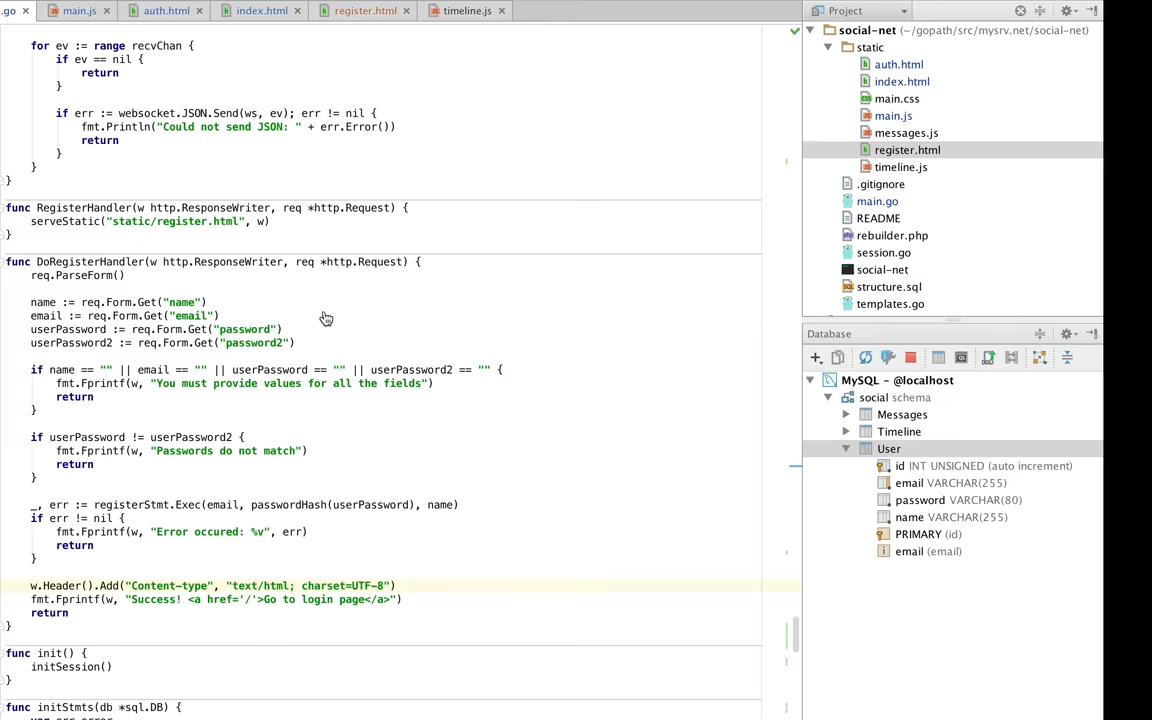 .go
main.js
auth.html
index.html
register.html
timeline.js
for ev := range recvChan {
if ev == nil {
return
}
if err := websocket.JSON.Send(ws, ev); err != nil {
fmt.Println("Could not send JSON: " + err.Error())
return
}
}
}
func RegisterHandler(w http.ResponseWriter, req *http.Request) {
serveStatic("static/register.html", w)
}
func DoRegisterHandler(w http.ResponseWriter, req *http.Request) {
req.ParseForm()
name := req.Form.Get("name")
email := req.Form.Get("email")
userPassword := req.Form.Get("password")
userPassword2 := req.Form.Get("password2")
if name == "" || email == "" || userPassword == "" || userPassword2 == "" {
fmt.Fprintf(w, "You must provide values for all the fields")
return
}
if userPassword != userPassword2 {
fmt.Fprintf(w, "Passwords do not match")
return
}
_, err := registerStmt.Exec(email, passwordHash(userPassword), name)
if err != nil {
fmt.Fprintf(w, "Error occured: %v", err)
return
}
w.Header().Add("Content-type", "text/html; charset=UTF-8")
fmt.Fprintf(w, "Success! <a href='/'>Go to login page</a>")
return
}
func init() {
initSession()
}
func initStmts(db *sql.DB) {
var err error
Project
social-net (~/gopath/src/mysrv.net/social-net)
static
auth.html
index.html
main.css
main.js
messages.js
register.html
timeline.js
.gitignore
main.go
README
rebuilder.php
session.go
social-net
structure.sql
templates.go
Database
MySQL - @localhost
social schema
Messages
Timeline
User
id INT UNSIGNED (auto increment)
email VARCHAR(255)
password VARCHAR(80)
name VARCHAR(255)
PRIMARY (id)
email (email)